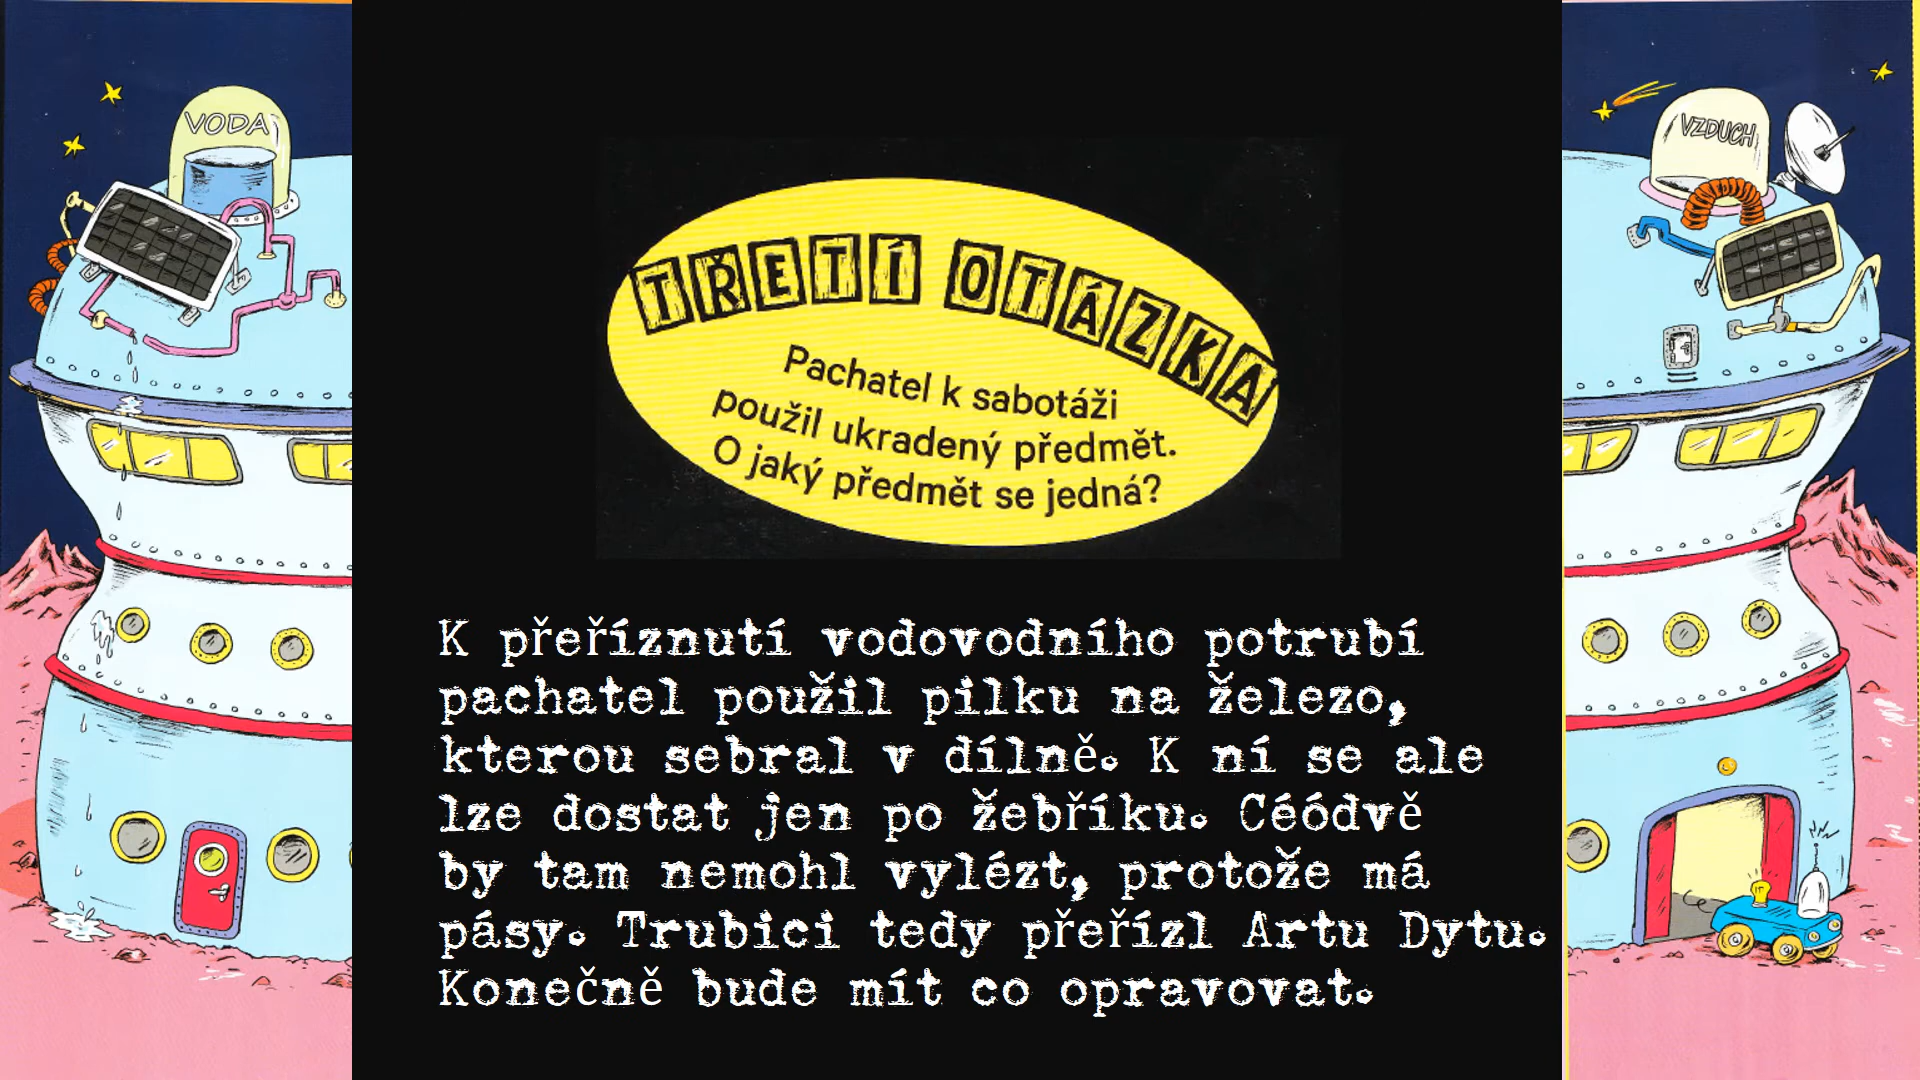 VODA
VZDUCH
TŘETÍ OTÁZKA
Pachatel k sabotáži
použil ukradený předmět.
O jaký předmět se jedná?
K přeříznutí vodovodního potrubí
pachatel použil pilku na železo,
kterou sebral v dílně. K ní se ale
lze dostat jen po žebříku. Céódvě
by tam nemohl vylézt, protože má
pásy. Trubici tedy přeřízl Artu Dytu.
Konečně bude mít co opravovat.